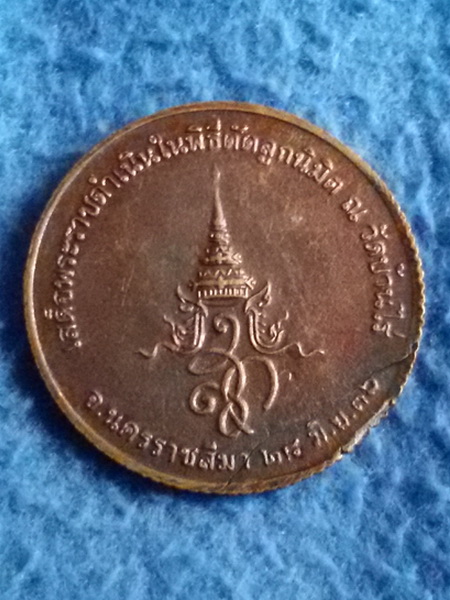 เสด็จพระราชดำเนินในพิธีตัดลูกนิมิต ณ วัดบ้านไร่
จ.นครราชสีมา ๒๘ มิ.ย.๓๖